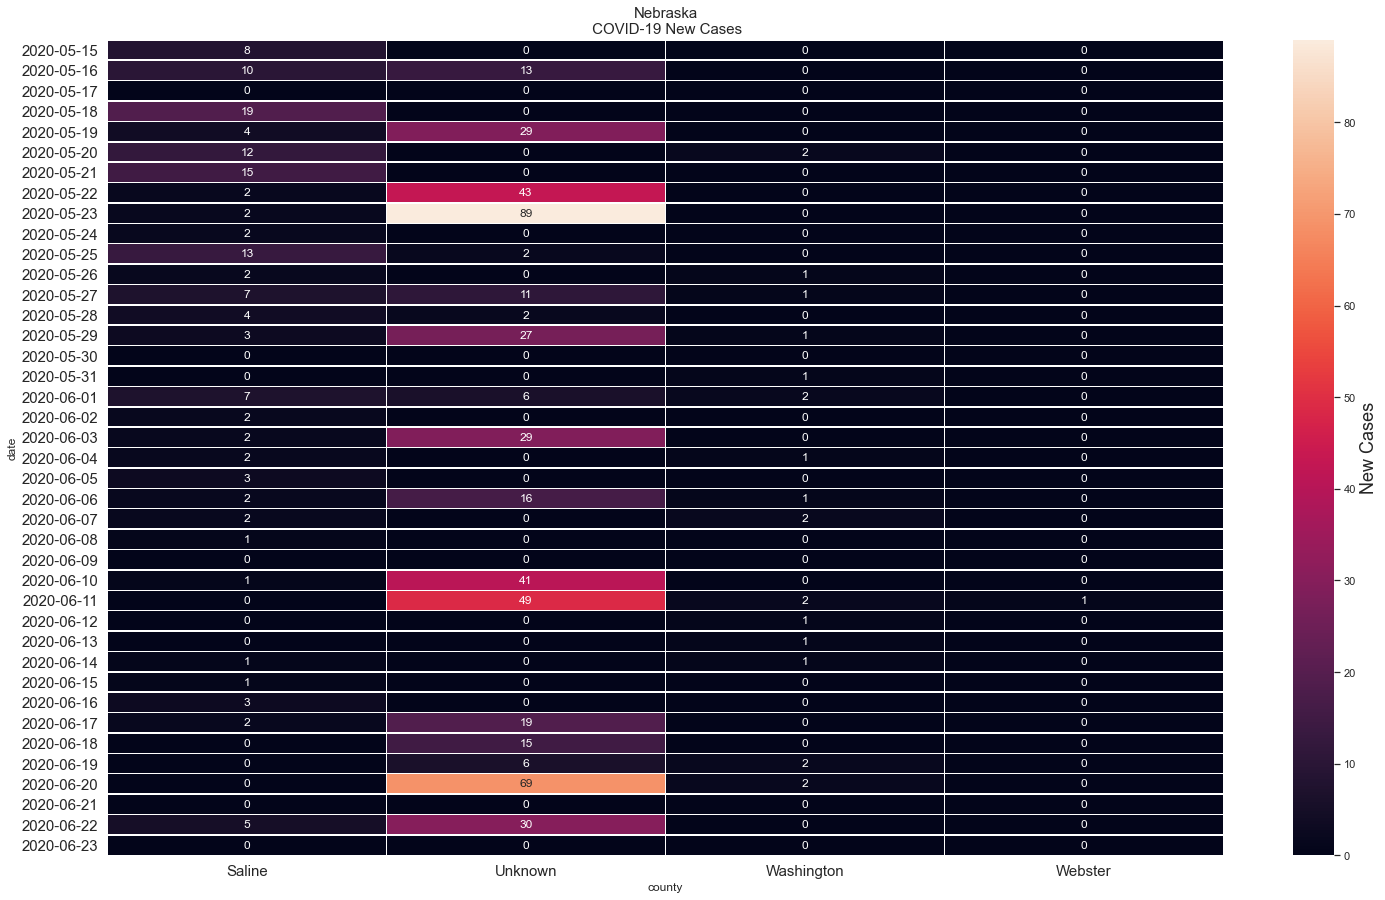 Nebraska
COVID-19 New Cases
2020-05-15 8 0 0 0
2020-05-16 10 13 0 0
2020-05-17 0 0 0 0
2020-05-18 19 0 0 0
2020-05-19 4 29 0 0
2020-05-20 12 0 2 0
2020-05-21 15 0 0 0
2020-05-22 2 43 0 0
2020-05-23 2 89 0 0
2020-05-24 2 0 0 0
2020-05-25 13 2 0 0
2020-05-26 2 0 1 0
2020-05-27 7 11 1 0
2020-05-28 4 2 0 0
2020-05-29 3 27 1 0
2020-05-30 0 0 0 0
2020-05-31 0 0 1 0
2020-06-01 7 6 2 0
2020-06-02 2 0 0 0
2020-06-03 2 29 0 0
2020-06-04 2 0 1 0
2020-06-05 3 0 0 0
2020-06-06 2 16 1 0
2020-06-07 2 0 2 0
2020-06-08 1 0 0 0
2020-06-09 0 0 0 0
2020-06-10 1 41 0 0
2020-06-11 0 49 2 1
2020-06-12 0 0 1 0
2020-06-13 0 0 1 0
2020-06-14 1 0 1 0
2020-06-15 1 0 0 0
2020-06-16 3 0 0 0
2020-06-17 2 19 0 0
2020-06-18 0 15 0 0
2020-06-19 0 6 2 0
2020-06-20 0 69 2 0
2020-06-21 0 0 0 0
2020-06-22 5 30 0 0
2020-06-23 0 0 0 0
Saline Unknown Washington Webster
county
date
80
70
60
50
40
30
20
10
0
New Cases